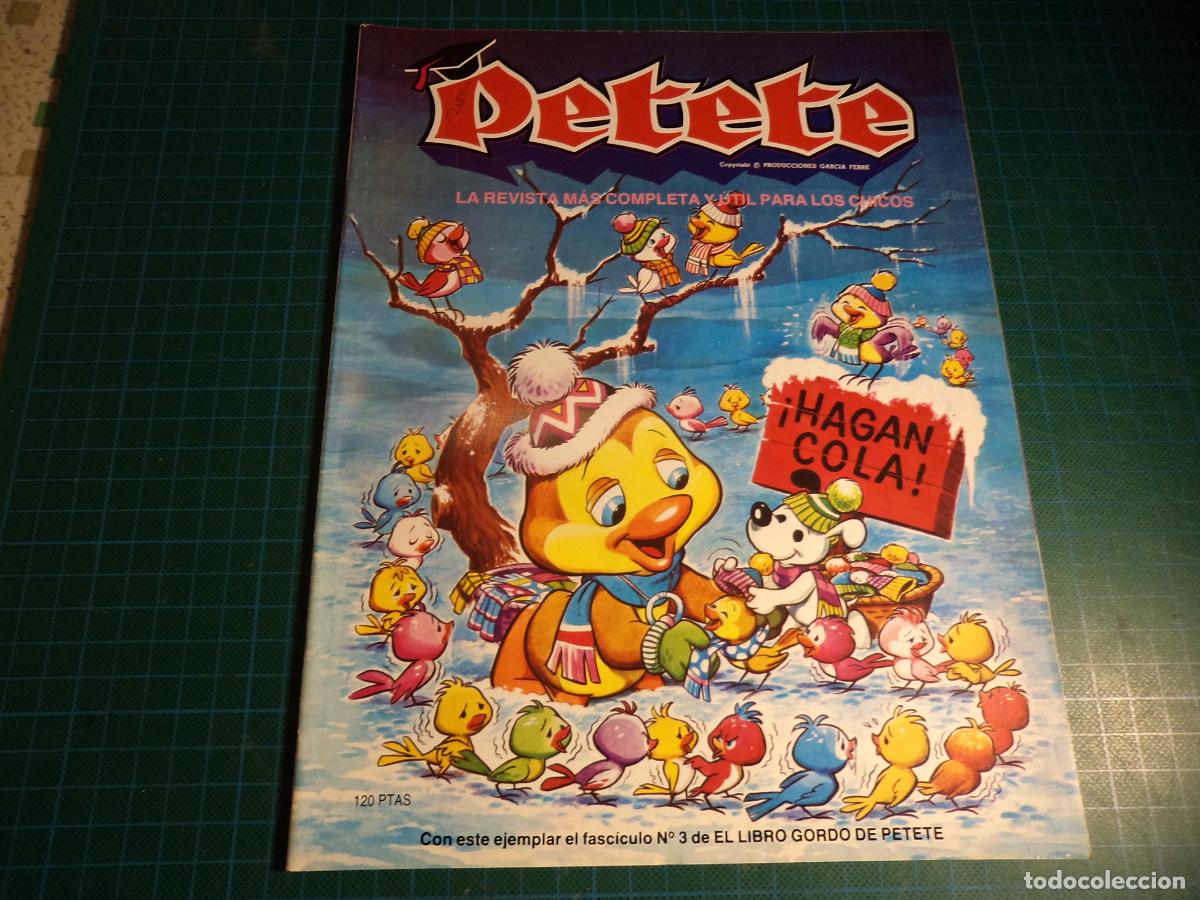 Petete
Copyright © PRODUCCIONES GARCIA FERRE
LA REVISTA MÁS COMPLETA Y ÚTIL PARA LOS CHICOS
¡HAGAN
COLA!
120 PTAS
Con este ejemplar el fascículo Nº 3 de EL LIBRO GORDO DE PETETE
todocoleccion